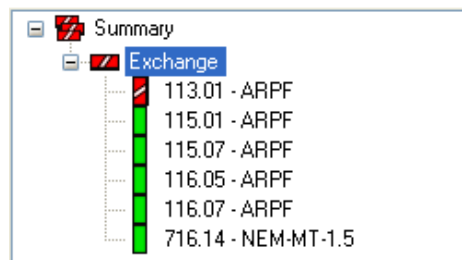 Summary
Exchange
113.01 - ARPF
115.01 - ARPF
115.07 - ARPF
116.05 - ARPF
116.07 - ARPF
716.14 - NEM-MT-1.5